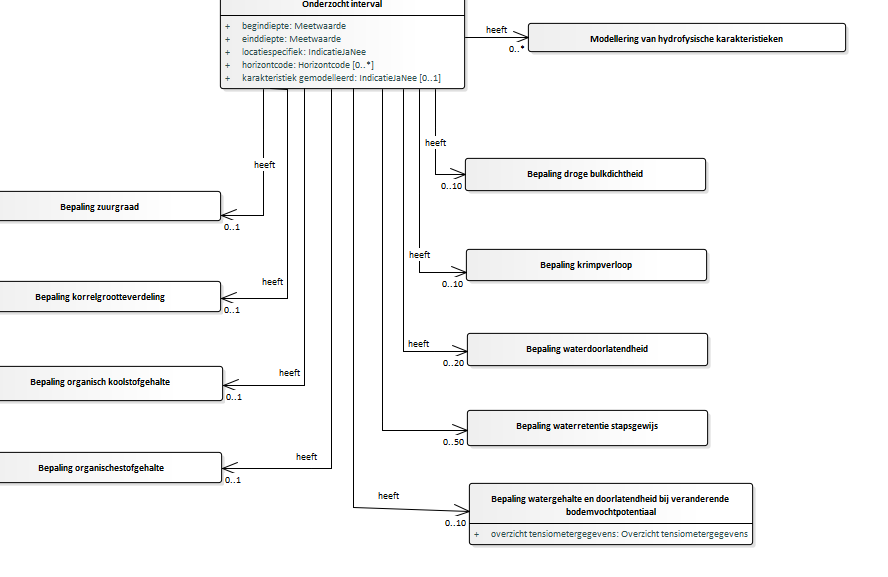 Onderzocht interval
+ begindiepte: Meetwaarde
+ einddiepte: Meetwaarde
+ locatiespecifiek: IndicatieJaNee
+ horizontcode: Horizontcode [0..*]
+ karakteristiek gemodelleerd: IndicatieJaNee [0..1]
heeft
0..*
Modellering van hydrofysische karakteristieken
heeft
0..10
Bepaling droge bulkdichtheid
heeft
0..1
Bepaling zuurgraad
heeft
0..10
Bepaling krimpverloop
heeft
0..1
Bepaling korrelgrootteverdeling
heeft
0..20
Bepaling waterdoorlatendheid
heeft
0..1
Bepaling organisch koolstofgehalte
0..50
Bepaling waterretentie stapsgewijs
heeft
0..1
Bepaling organischestofgehalte
heeft
0..10
Bepaling watergehalte en doorlatendheid bij veranderende
bodemvochtpotentiaal
+ overzicht tensiometergegevens: Overzicht tensiometergegevens